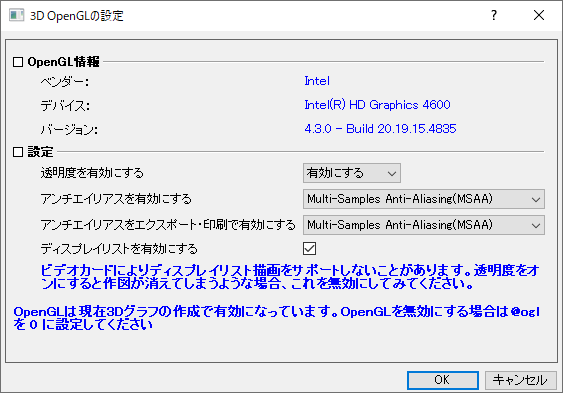 3D OpenGLの設定
?
OpenGL情報
ベンダー:
Intel
デバイス:
Intel(R) HD Graphics 4600
バージョン:
4.3.0 - Build 20.19.15.4835
設定
透明度を有効にする
有効にする
アンチエイリアスを有効にする
Multi-Samples Anti-Aliasing(MSAA)
アンチエイリアスをエクスポート・印刷で有効にする
Multi-Samples Anti-Aliasing(MSAA)
ディスプレイリストを有効にする
ビデオカードによりディスプレイリスト描画をサポートしないことがあります。透明度をオ
ンにすると作図が消えてしまうような場合、これを無効にしてみてください。
OpenGLは現在3Dグラフの作成で有効になっています。OpenGLを無効にする場合は@ogl
を 0 に設定してください
OK
キャンセル